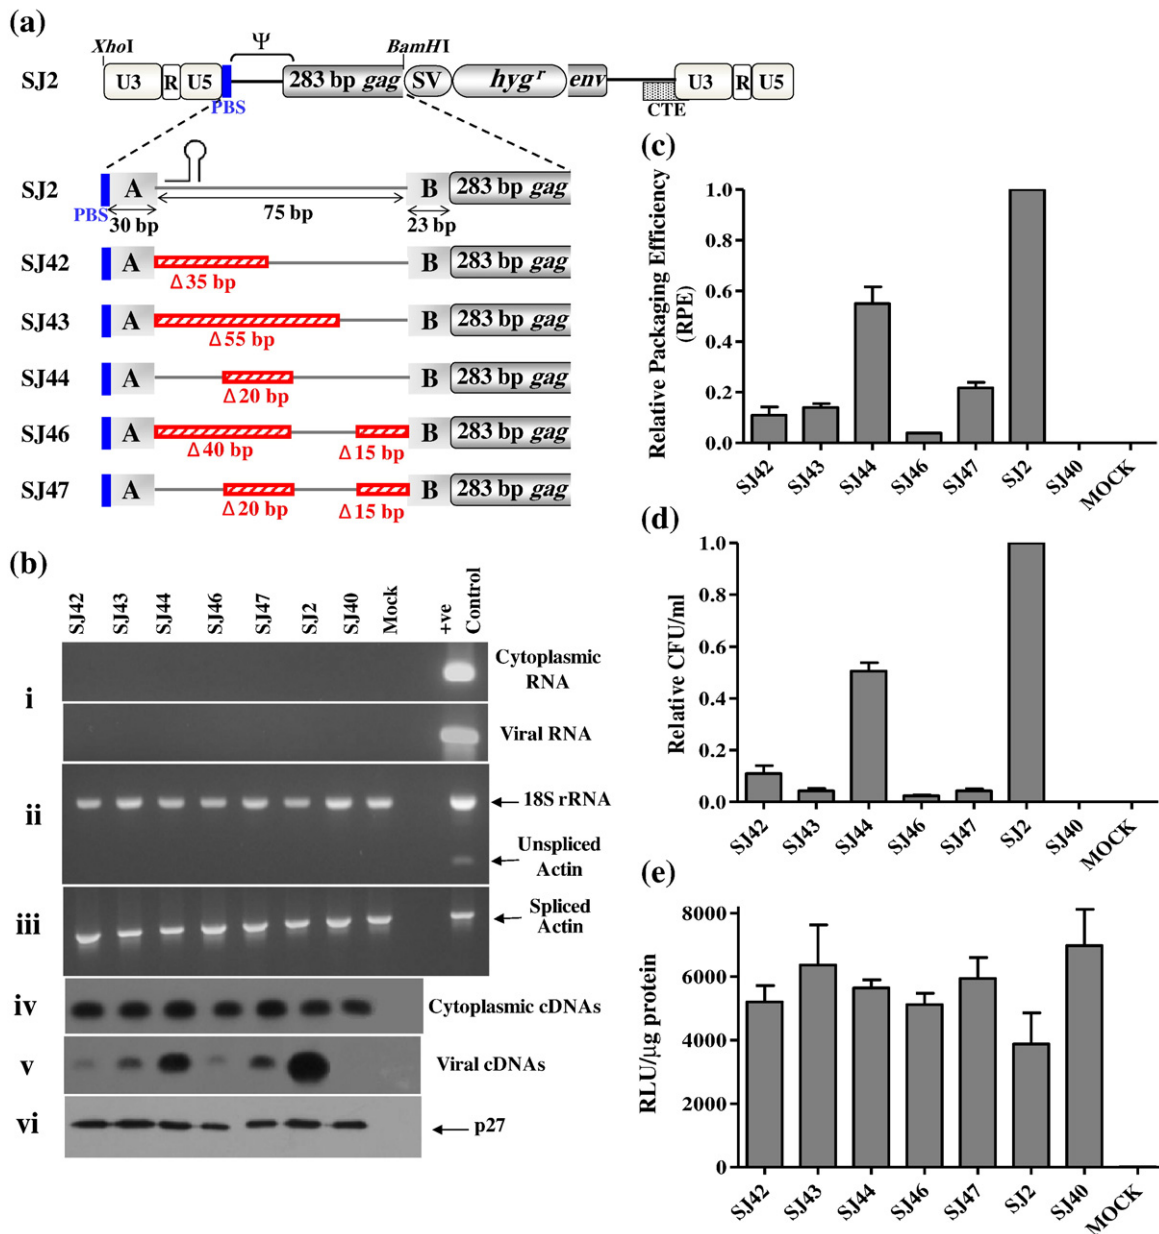 (a)
XhoI
Ψ
BamHI
SJ2
U3 R U5 283 bp gag SV hyg^r env U3 R U5
PBS
CTE
SJ2
A
B 283 bp gag
PBS
30 bp
75 bp
23 bp
SJ42
A
B 283 bp gag
Δ35 bp
SJ43
A
B 283 bp gag
Δ55 bp
SJ44
A
B 283 bp gag
Δ20 bp
SJ46
A
B 283 bp gag
Δ40 bp
Δ15 bp
SJ47
A
B 283 bp gag
Δ20 bp
Δ15 bp
(b)
SJ42
SJ43
SJ44
SJ46
SJ47
SJ2
SJ40
Mock
+ve
Control
i
Cytoplasmic
RNA
Viral RNA
ii
18S rRNA
Unspliced
Actin
iii
Spliced
Actin
iv
Cytoplasmic cDNAs
v
Viral cDNAs
vi
p27
(c)
Relative Packaging Efficiency
(RPE)
1.0
0.8
0.6
0.4
0.2
0.0
SJ42
SJ43
SJ44
SJ46
SJ47
SJ2
SJ40
MOCK
(d)
Relative CFU/ml
1.0
0.8
0.6
0.4
0.2
0.0
SJ42
SJ43
SJ44
SJ46
SJ47
SJ2
SJ40
MOCK
(e)
RLU/μg protein
8000
6000
4000
2000
0
SJ42
SJ43
SJ44
SJ46
SJ47
SJ2
SJ40
MOCK